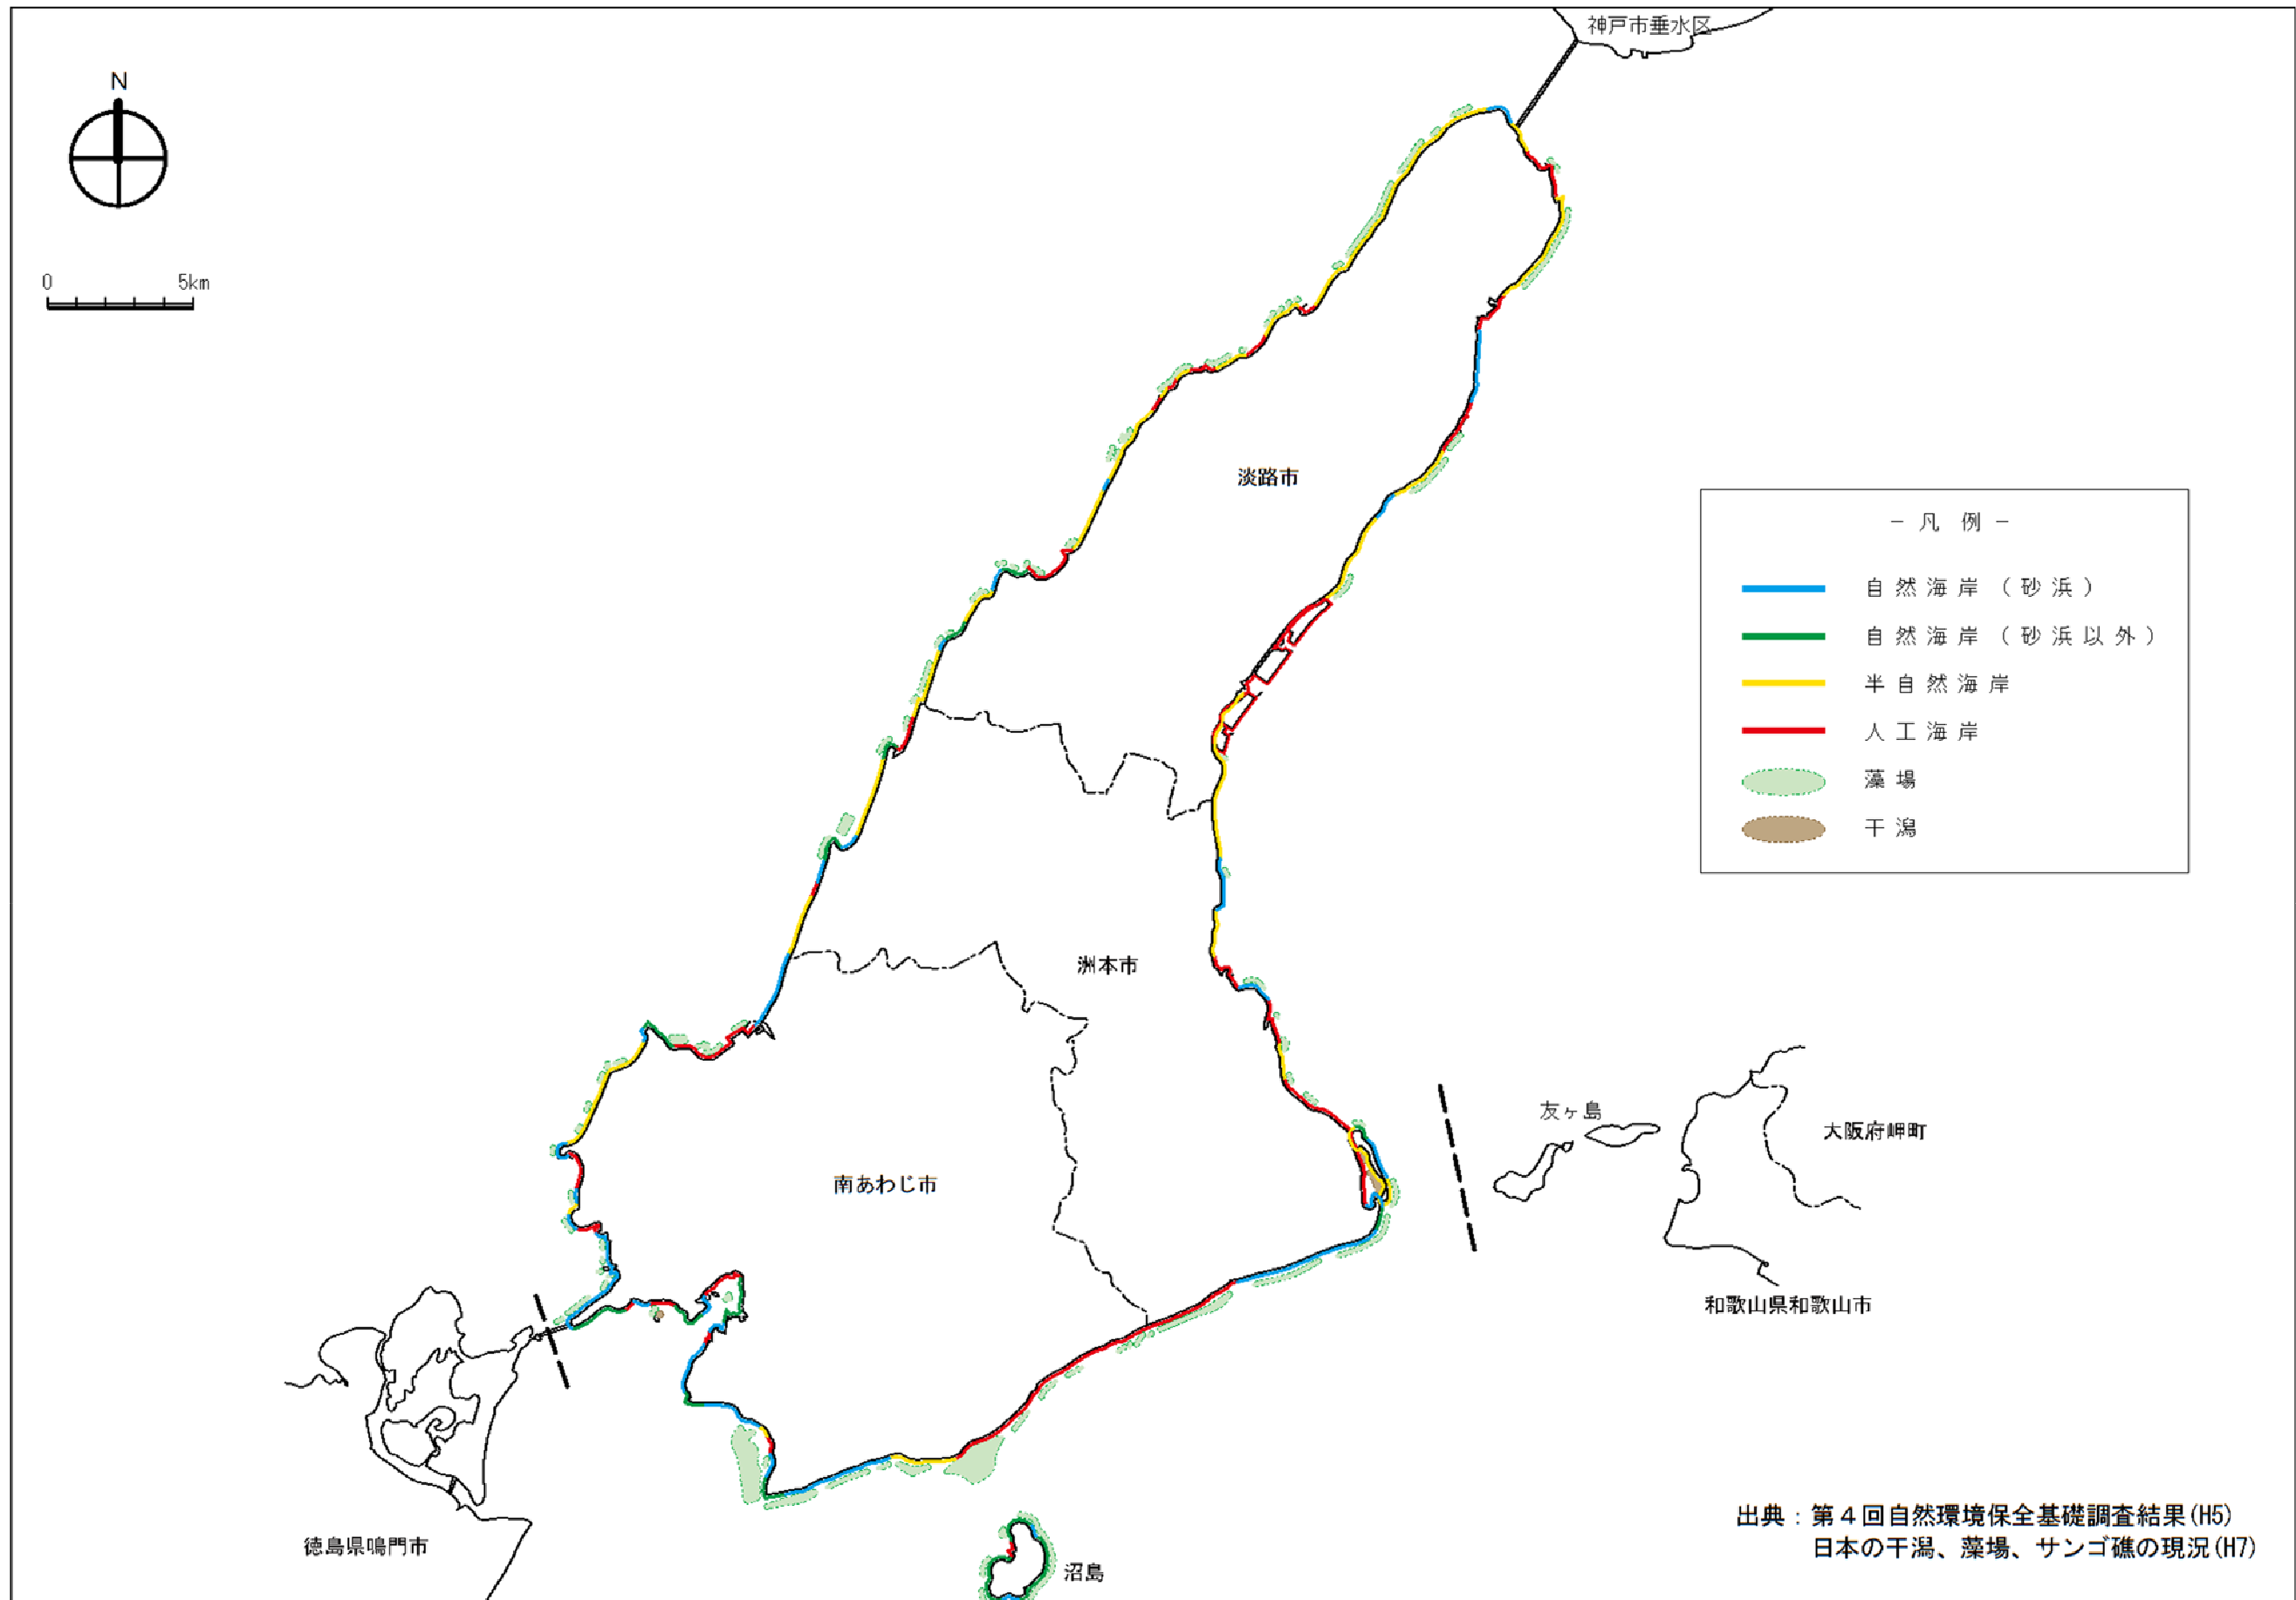 神戸市垂水区
N
0 5km
淡路市
－ 凡 例 －
自然海岸（砂浜）
自然海岸（砂浜以外）
半自然海岸
人工海岸
藻場
干潟
洲本市
友ヶ島
大阪府岬町
南あわじ市
和歌山県和歌山市
徳島県鳴門市
沼島
出典：第４回自然環境保全基礎調査結果(H5)
日本の干潟、藻場、サンゴ礁の現況(H7)